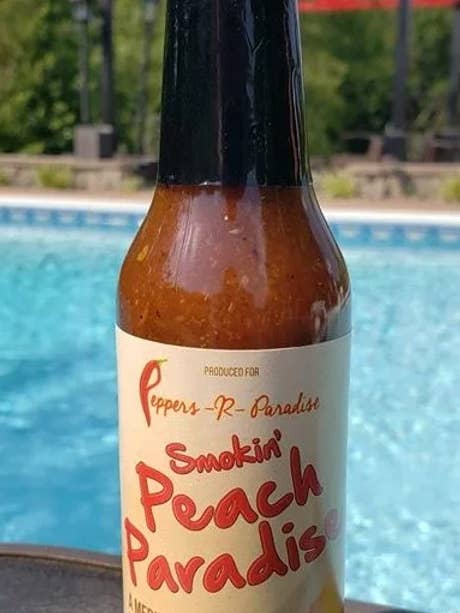 PRODUCED FOR
Peppers -R- Paradise
Smokin'
Peach
Paradise